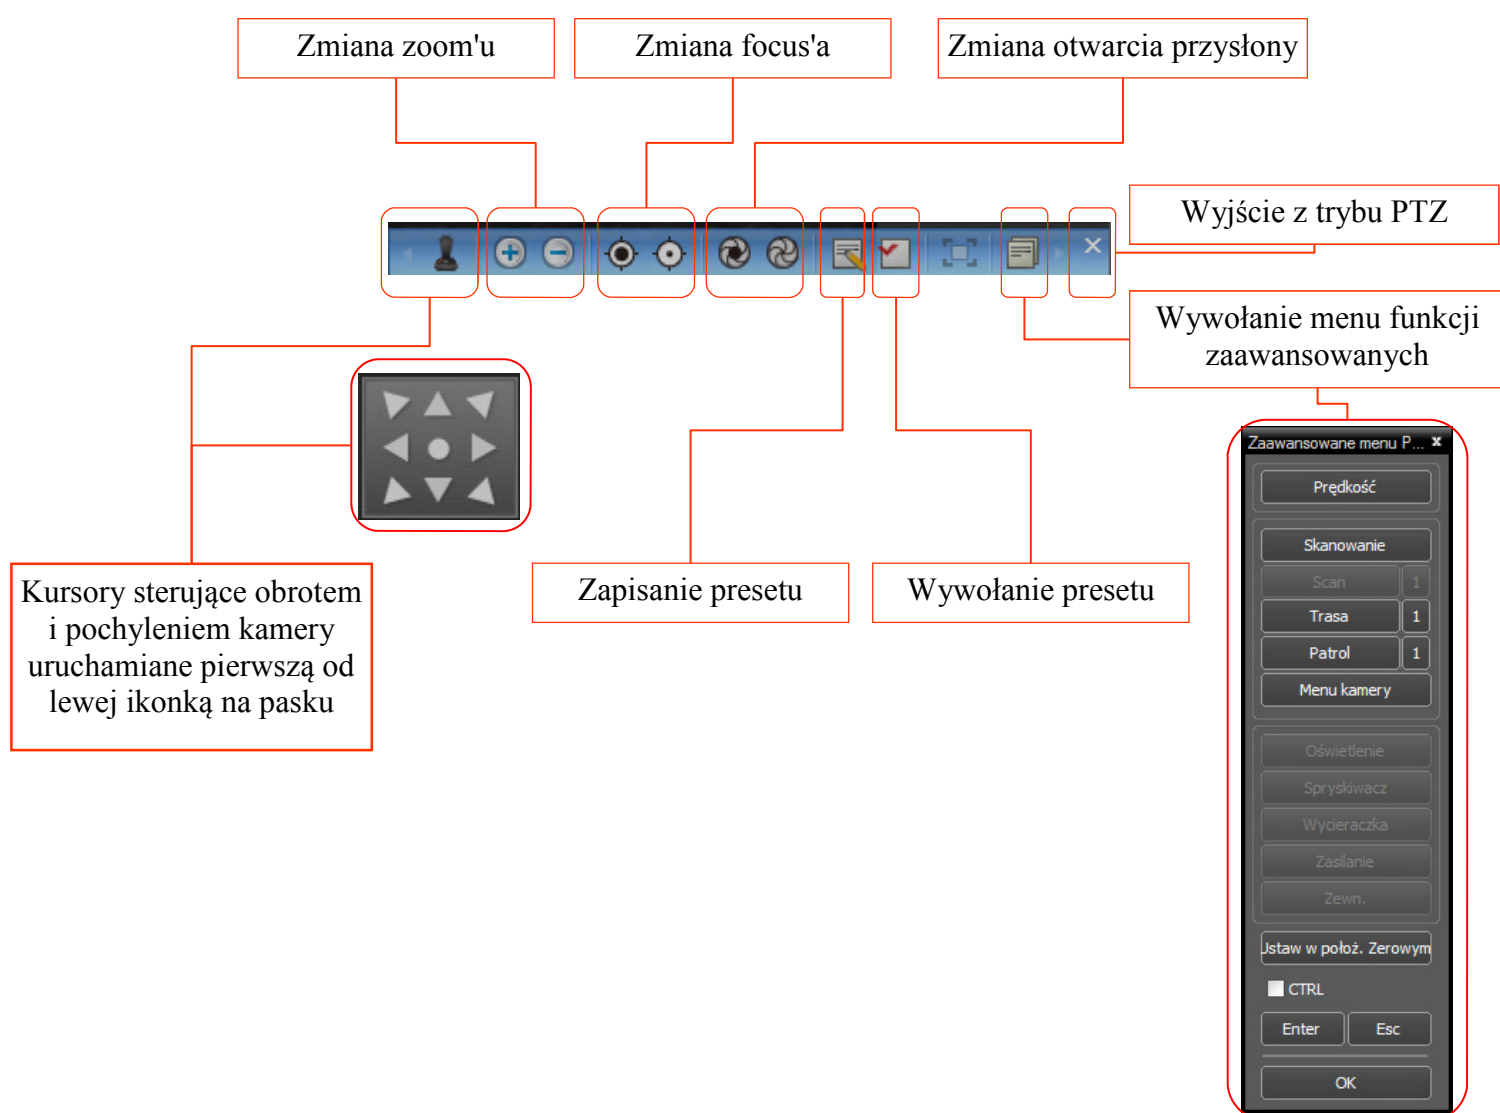 Zmiana zoom'u
Zmiana focus'a
Zmiana otwarcia przysłony
Wyjście z trybu PTZ
Wywołanie menu funkcji
zaawansowanych
Kursory sterujące obrotem
i pochyleniem kamery
uruchamiane pierwszą od
lewej ikonką na pasku
Zapisanie presetu
Wywołanie presetu
Zaawansowane menu P... x
Prędkość
Skanowanie
Scan 1
Trasa 1
Patrol 1
Menu kamery
Oświetlenie
Spryskiwacz
Wycieraczka
Zasilanie
Zewn.
Ustaw w położ. Zerowym
CTRL
Enter Esc
OK